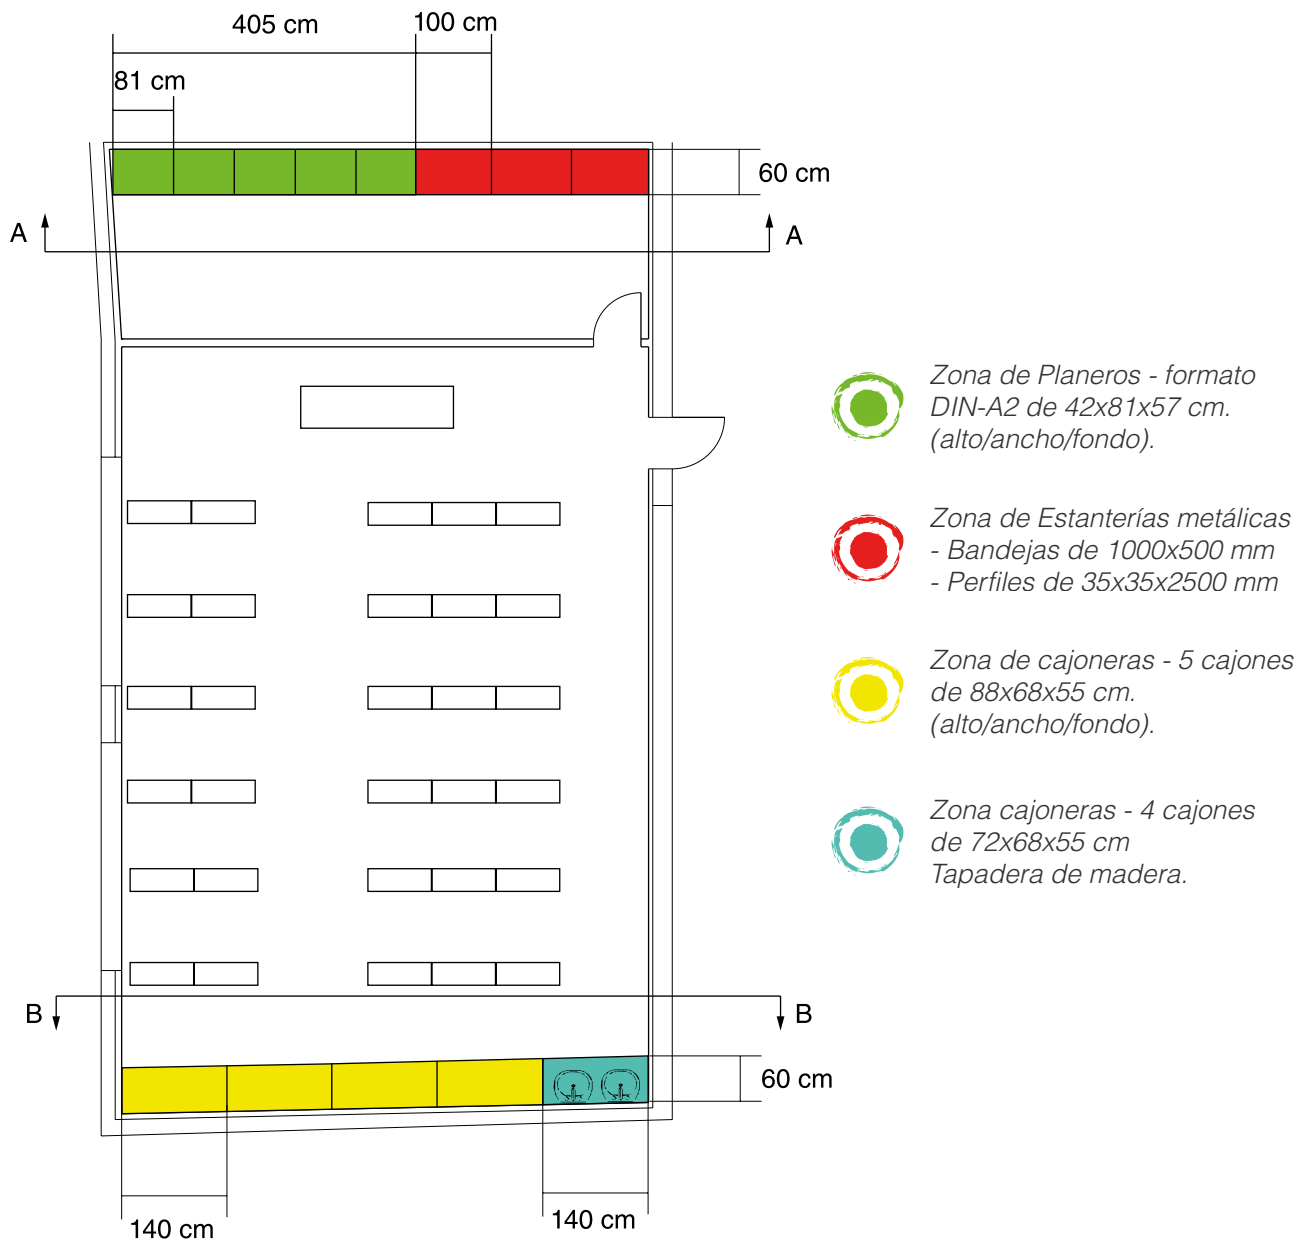 405 cm
100 cm
81 cm
60 cm
A
A
Zona de Planeros - formato
DIN-A2 de 42x81x57 cm.
(alto/ancho/fondo).
Zona de Estanterías metálicas
- Bandejas de 1000x500 mm
- Perfiles de 35x35x2500 mm
Zona de cajoneras - 5 cajones
de 88x68x55 cm.
(alto/ancho/fondo).
Zona cajoneras - 4 cajones
de 72x68x55 cm
Tapadera de madera.
B
B
60 cm
140 cm
140 cm